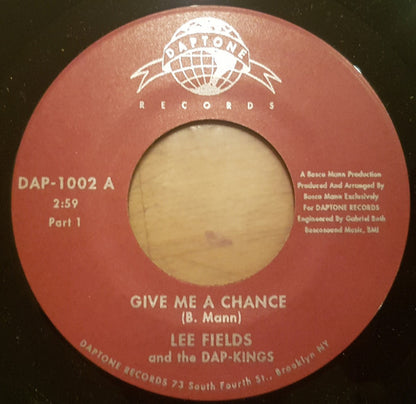 DAPTONE
RECORDS
DAP-1002 A
2:59
Part 1
A Bosco Mann Production
Produced And Arranged By
Bosco Mann Exclusively
For DAPTONE RECORDS
Engineered By Gabriel Roth
Boscosound Music, BMI
GIVE ME A CHANCE
(B. Mann)
LEE FIELDS
and the DAP-KINGS
DAPTONE RECORDS 73 South Fourth St., Brooklyn NY